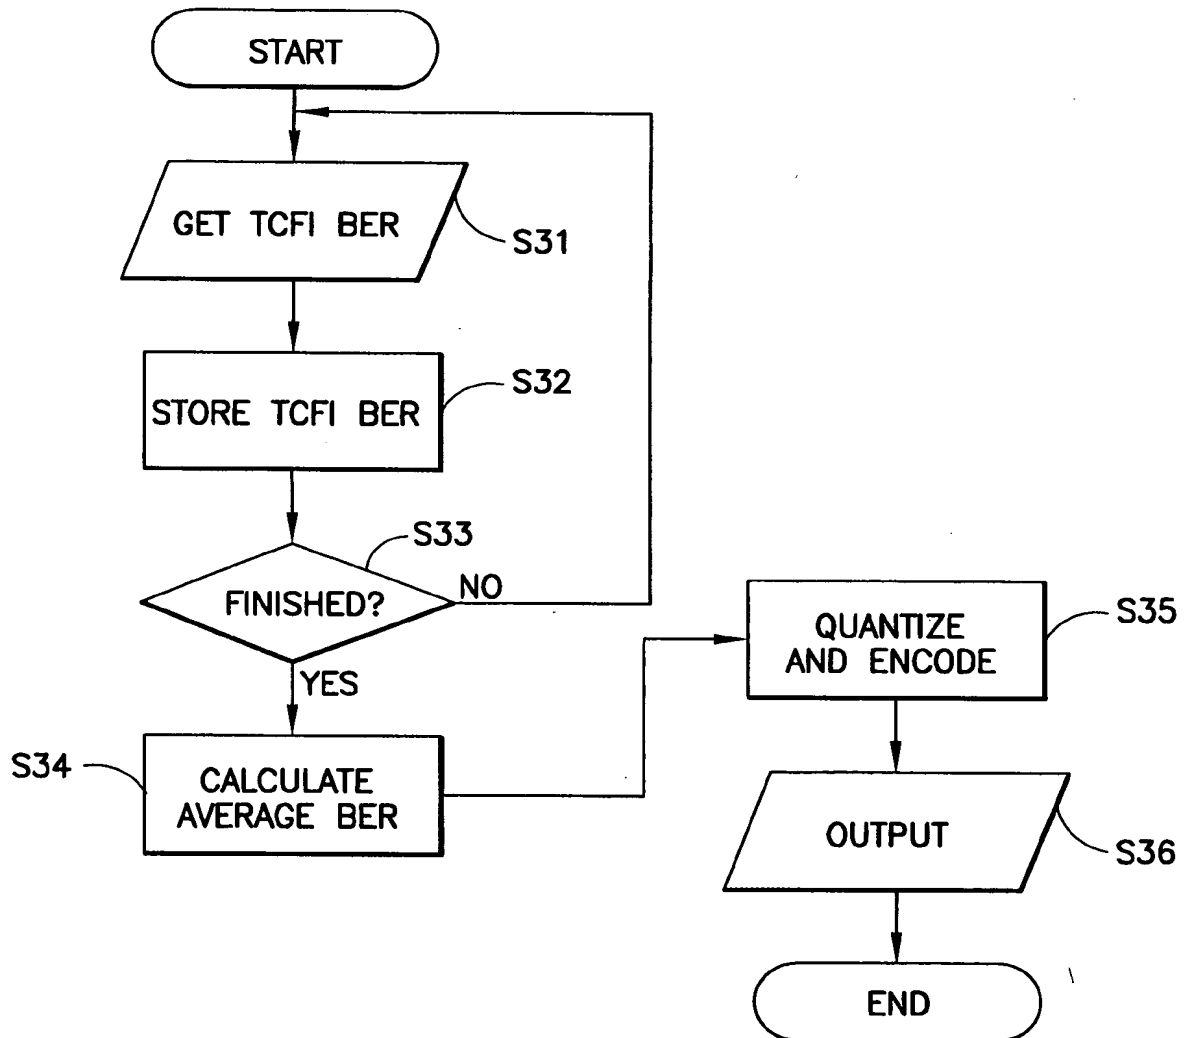 START
GET TCFI BER
S31
STORE TCFI BER
S32
FINISHED?
S33
NO
YES
CALCULATE
AVERAGE BER
S34
QUANTIZE
AND ENCODE
S35
OUTPUT
S36
END